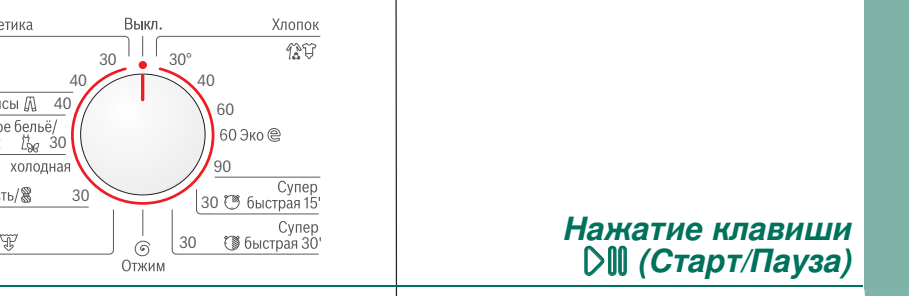 Выкл.
Хлопок
30
30°
40
40
40
60
60 Эко
30
90
холодная
30
Супер
30 быстрая 15'
Супер
30 быстрая 30'
Отжим
Нажатие клавиши
(Старт/Пауза)